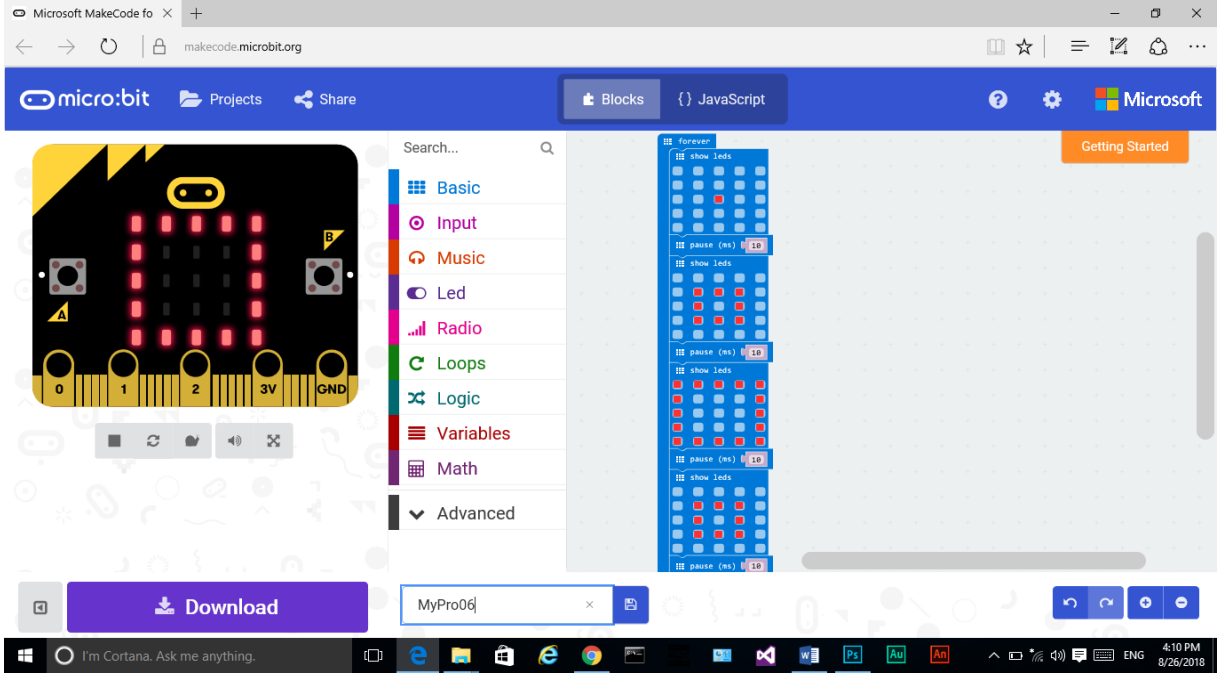 Microsoft MakeCode fo
makecode.microbit.org
micro:bit
Projects
Share
Blocks
{} JavaScript
Microsoft
Getting Started
Search...
Basic
Input
Music
Led
Radio
Loops
Logic
Variables
Math
Advanced
B
A
0 1 2 3V GND
forever
show leds
pause (ms) 10
show leds
pause (ms) 10
show leds
pause (ms) 10
show leds
pause (ms) 10
Download
MyPro06
I'm Cortana. Ask me anything.
Ps
Au
An
ENG
4:10 PM
8/26/2018